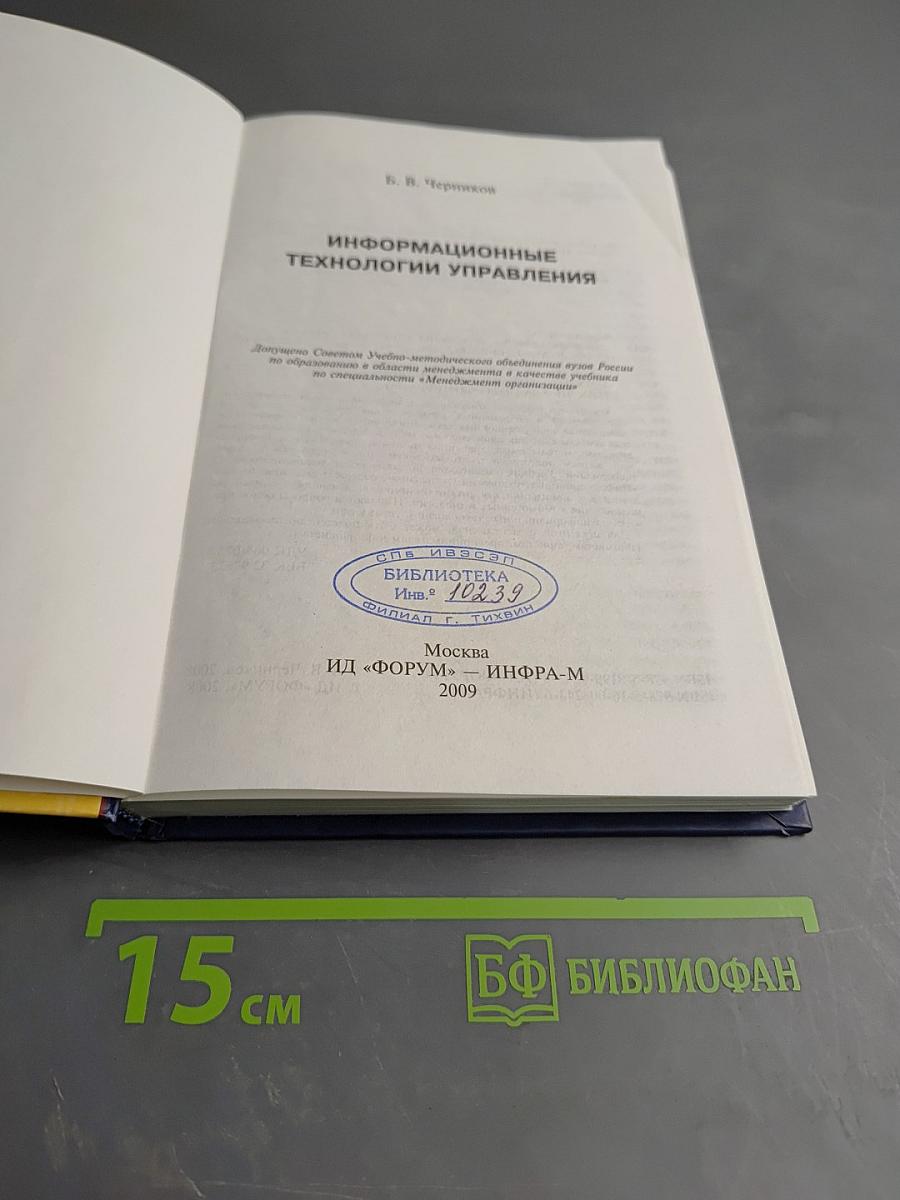 Б. В. Черников
ИНФОРМАЦИОННЫЕ
ТЕХНОЛОГИИ УПРАВЛЕНИЯ
Допущено Советом Учебно-методического объединения вузов России
по образованию в области менеджмента в качестве учебника
по специальности «Менеджмент организации»
СПб ИВЭСЭП
БИБЛИОТЕКА
Инв.º 10239
ФИЛИАЛ г. ТИХВИН
Москва
ИД «ФОРУМ» — ИНФРА-М
2009
15 см
БФ БИБЛИОФАН